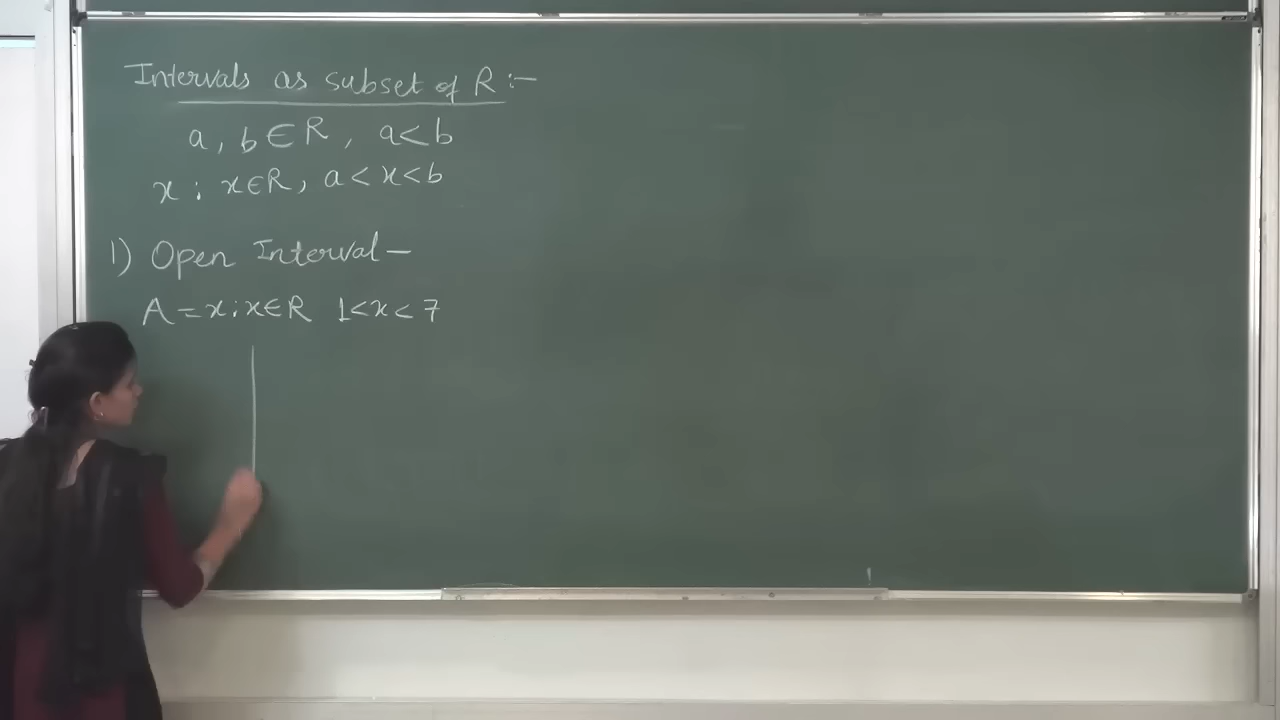 Intervals as subset of R :-
a, b ∈ R, a < b
x : x ∈ R, a < x < b
1) Open Interval -
A = x : x ∈ R 1 < x < 7